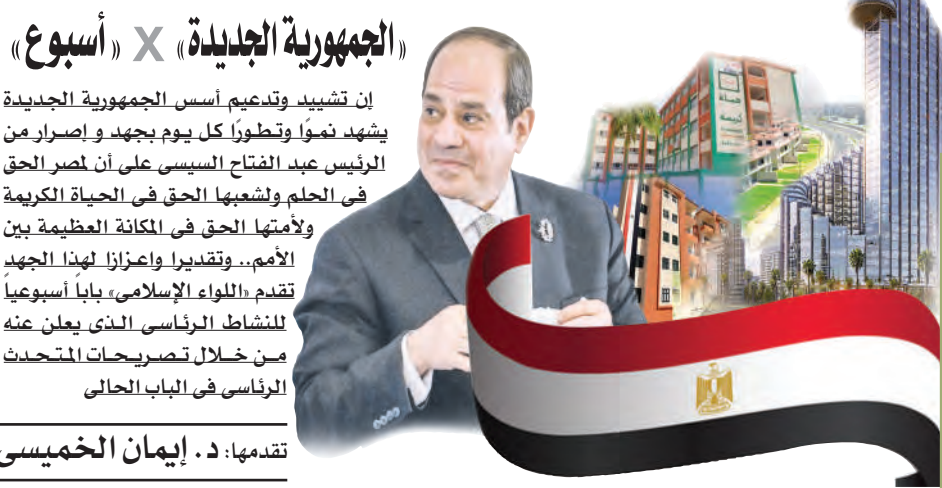 «الجمهورية الجديدة» X «أسبوع»
إن تشييد وتدعيم أسس الجمهورية الجديدة
يشهد نموًا وتطورًا كل يوم بجهد و إصرار من
الرئيس عبد الفتاح السيسى على أن لمصر الحق
فى الحلم ولشعبها الحق فى الحياة الكريمة
ولأمتها الحق فى المكانة العظيمة بين
الأمم.. وتقديرا واعـزازا لهذا الجهد
تقدم «اللواء الإسلامى» باباً أسبوعياً
للنشاط الرئاسى الذى يعلن عنه
من خلال تصريحات المتحدث
الرئاسى فى الباب الحالى
تقدمها: د. إيمان الخميسى
حياة
كريمة